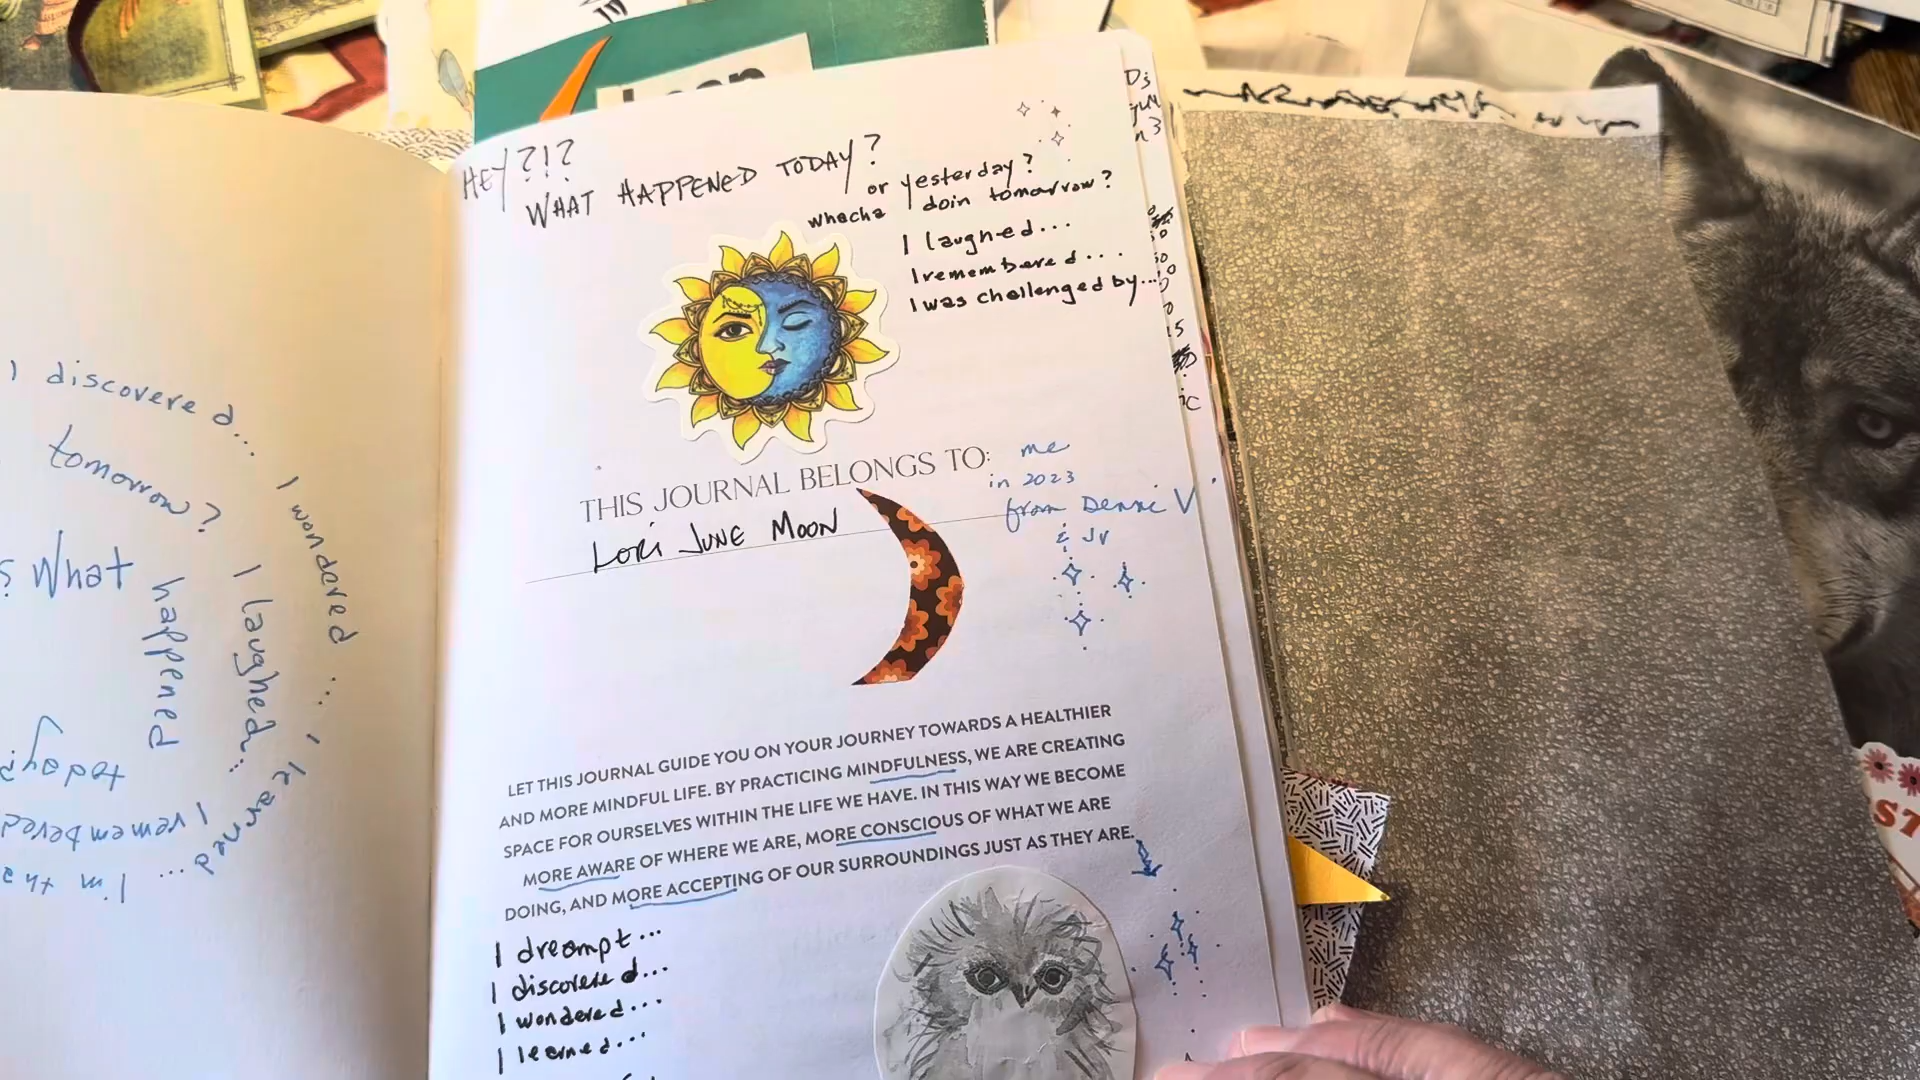 HEY?!?
WHAT HAPPENED TODAY?
or yesterday?
whacha doin tomorrow?
I laughed...
I remembered...
I was challenged by...
THIS JOURNAL BELONGS TO: me
in 2023
from Denni V
& JV
LORi JUNE MOON
LET THIS JOURNAL GUIDE YOU ON YOUR JOURNEY TOWARDS A HEALTHIER
AND MORE MINDFUL LIFE. BY PRACTICING MINDFULNESS, WE ARE CREATING
SPACE FOR OURSELVES WITHIN THE LIFE WE HAVE. IN THIS WAY WE BECOME
MORE AWARE OF WHERE WE ARE, MORE CONSCIOUS OF WHAT WE ARE
DOING, AND MORE ACCEPTING OF OUR SURROUNDINGS JUST AS THEY ARE.
I dreampt...
I discovered...
I wondered...
I learned...
I discovered...
I wondered...
I learned...
tomorrow?
I laughed...
I remembered
What
happened
today?
I'm tha
ST